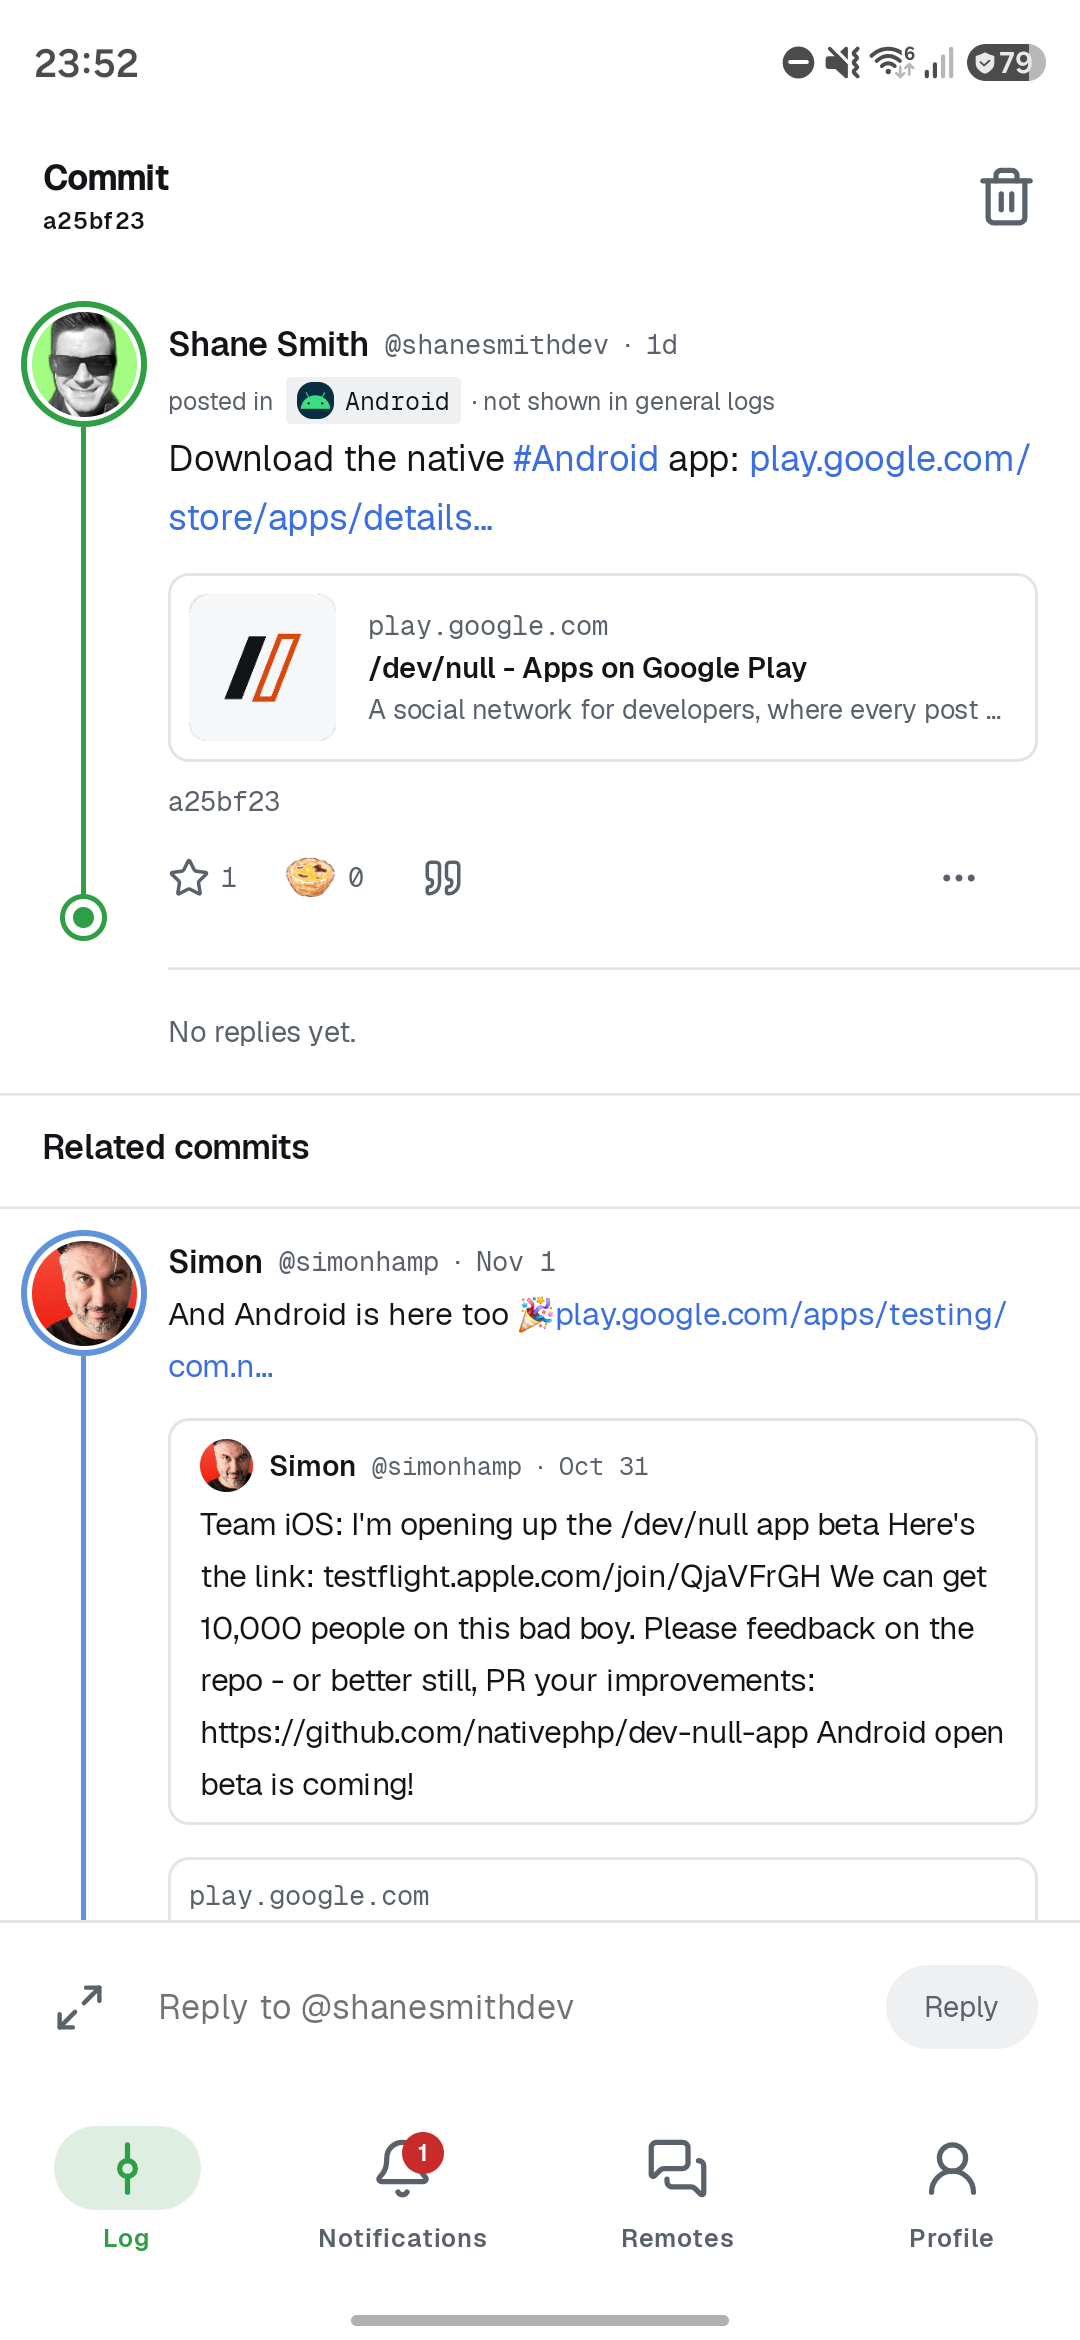 23:52
6
79
Commit
a25bf23
Shane Smith @shanesmithdev · 1d
posted in Android · not shown in general logs
Download the native #Android app: play.google.com/
store/apps/details...
play.google.com
/dev/null - Apps on Google Play
A social network for developers, where every post ...
a25bf23
1
0
No replies yet.
Related commits
Simon @simonhamp · Nov 1
And Android is here too 🎉play.google.com/apps/testing/
com.n...
Simon @simonhamp · Oct 31
Team iOS: I'm opening up the /dev/null app beta Here's
the link: testflight.apple.com/join/QjaVFrGH We can get
10,000 people on this bad boy. Please feedback on the
repo - or better still, PR your improvements:
https://github.com/nativephp/dev-null-app Android open
beta is coming!
play.google.com
Reply to @shanesmithdev
Reply
1
Log
Notifications
Remotes
Profile